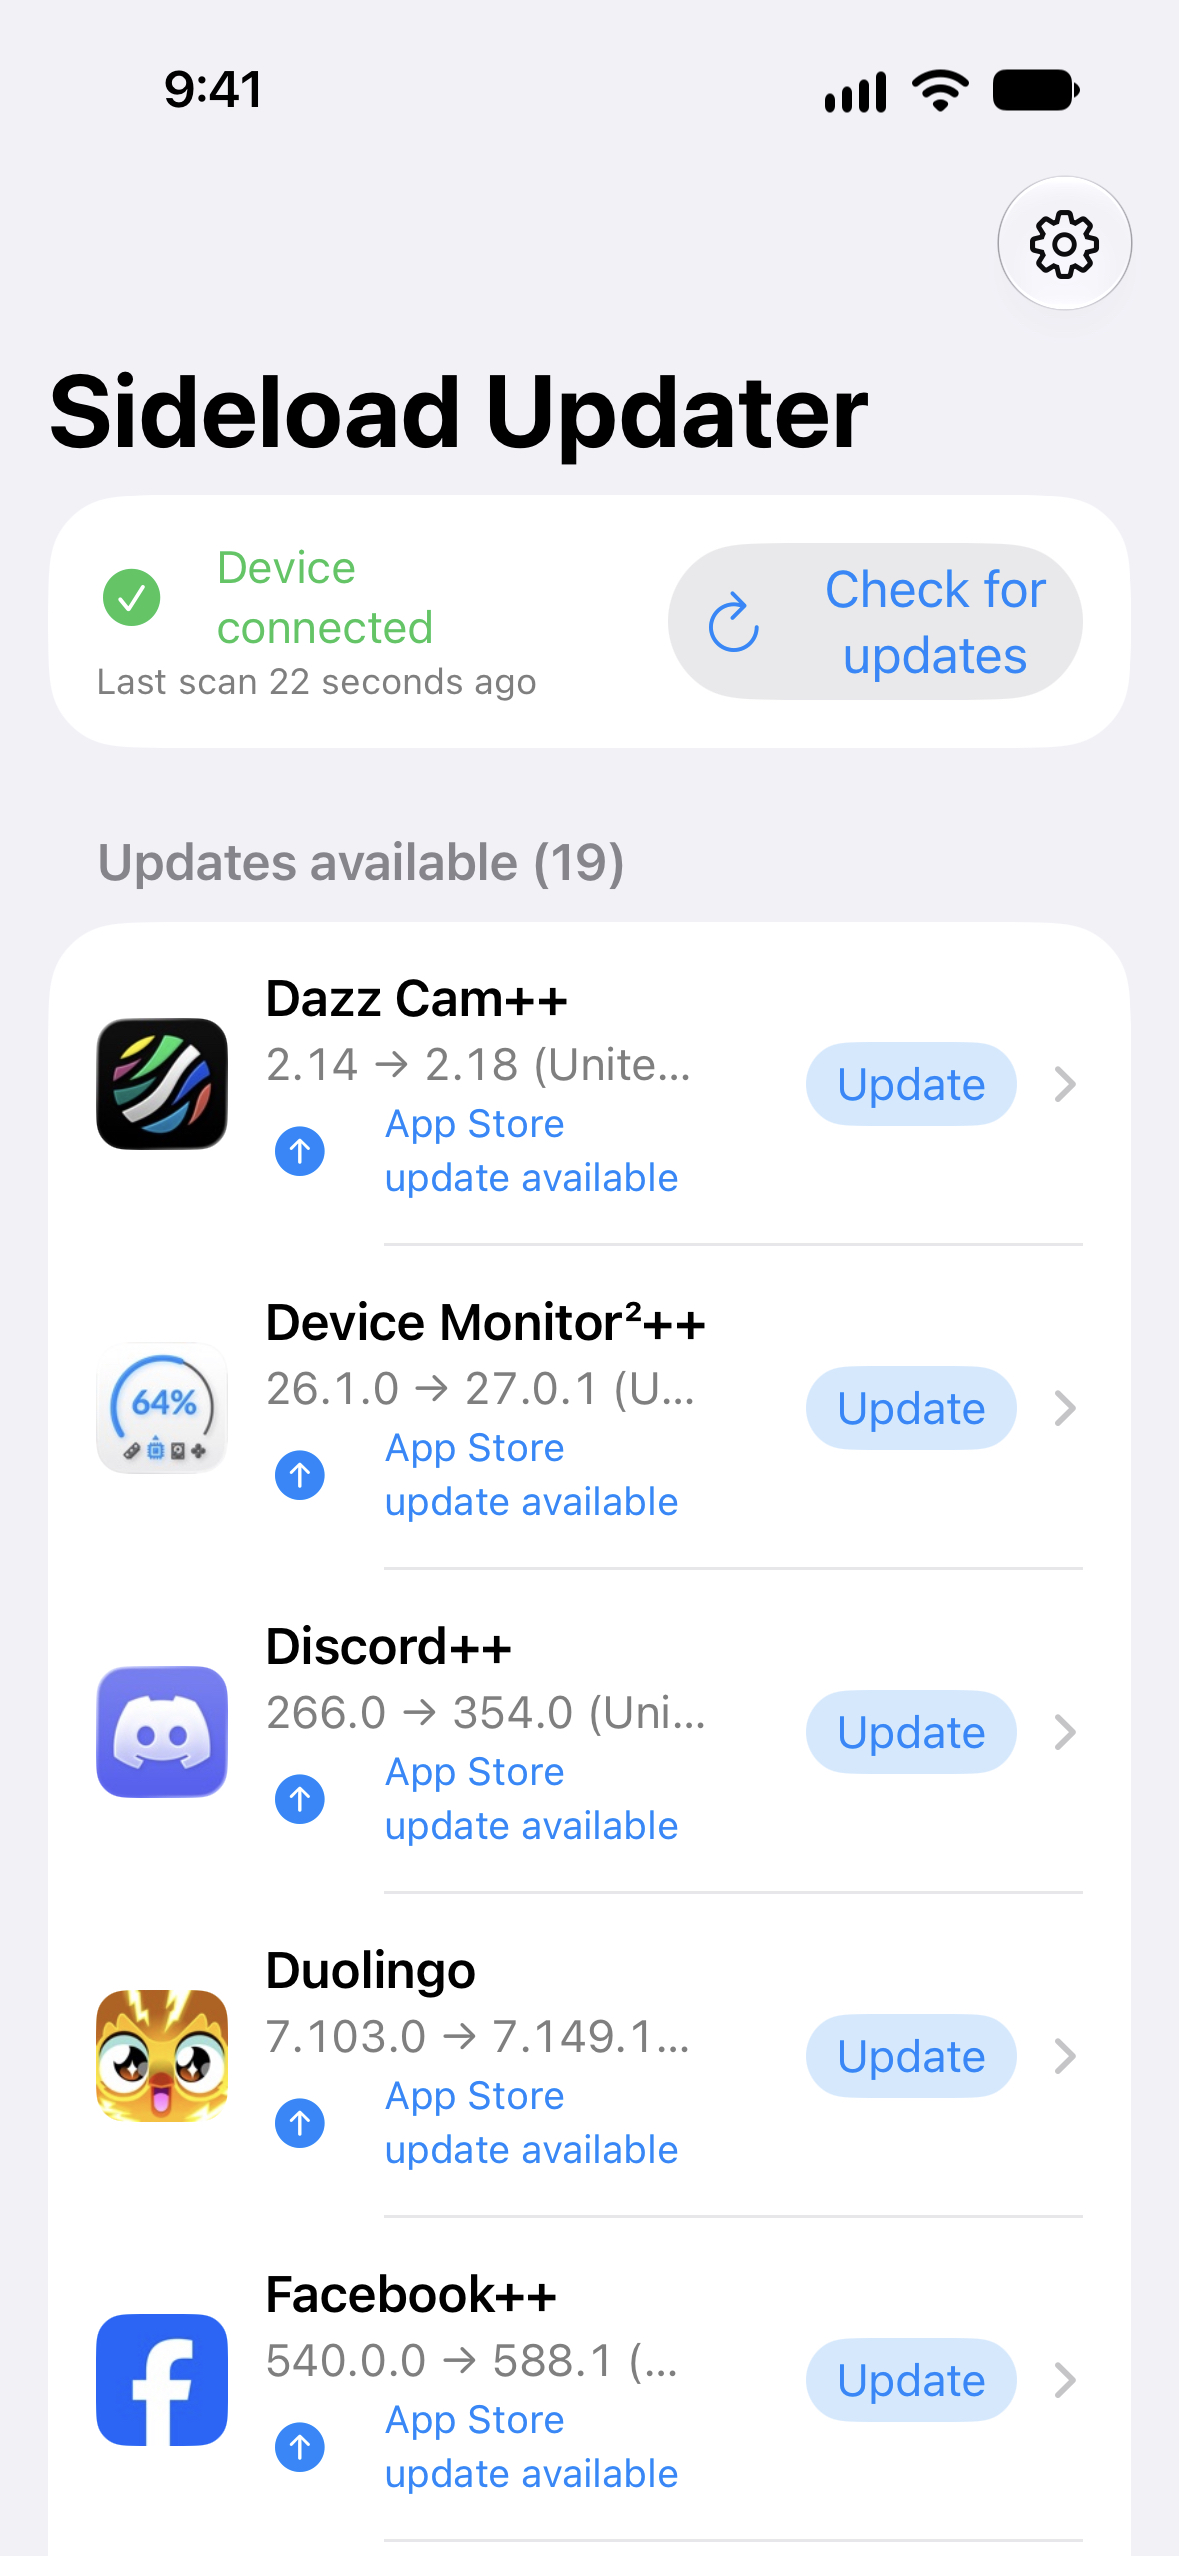 9:41
Sideload Updater
Device
connected
Last scan 22 seconds ago
Check for
updates
Updates available (19)
Dazz Cam++
2.14 → 2.18 (Unite...
App Store
update available
Update
Device Monitor²++
64%
26.1.0 → 27.0.1 (U...
App Store
update available
Update
Discord++
266.0 → 354.0 (Uni...
App Store
update available
Update
Duolingo
7.103.0 → 7.149.1...
App Store
update available
Update
Facebook++
540.0.0 → 588.1 (...
App Store
update available
Update